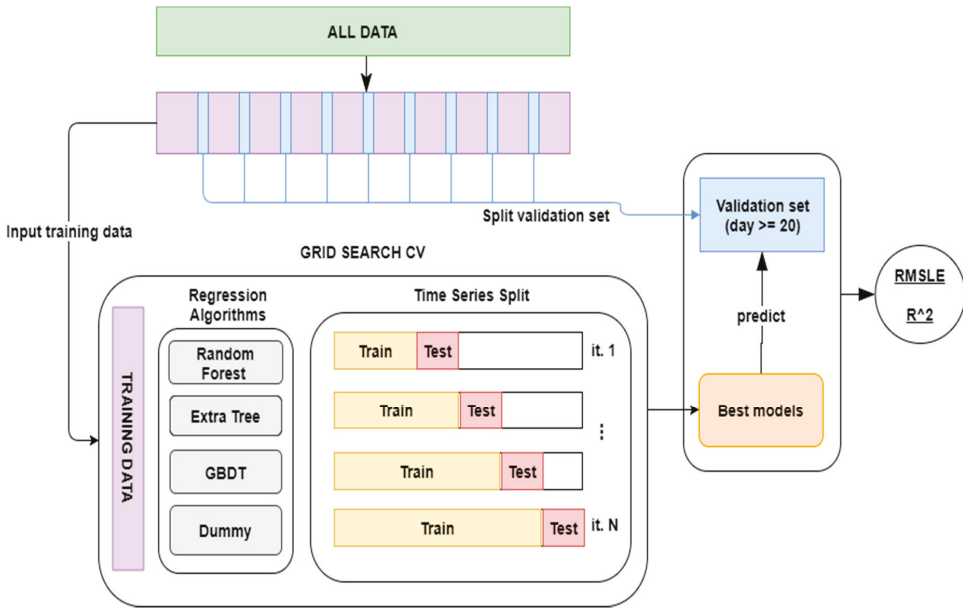 ALL DATA
Input training data
Split validation set
Validation set
(day >= 20)
predict
Best models
RMSLE
R^2
GRID SEARCH CV
TRAINING DATA
Regression
Algorithms
Random
Forest
Extra Tree
GBDT
Dummy
Time Series Split
Train Test it. 1
Train Test
⋮
Train Test
Train Test it. N